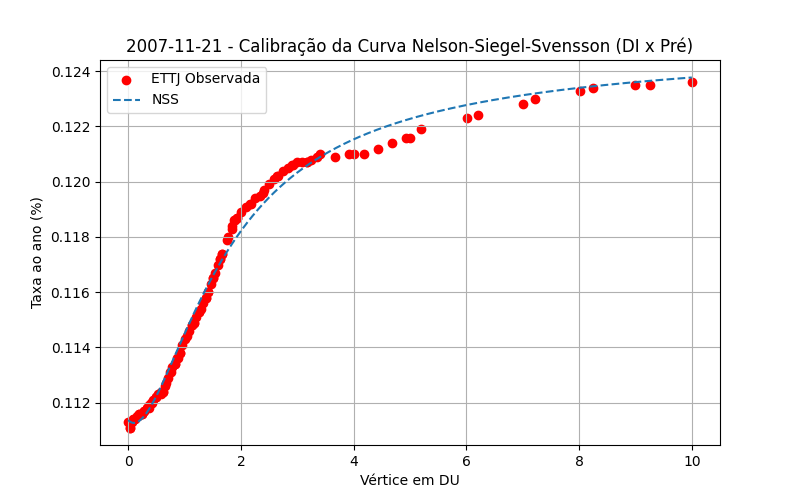 2007-11-21 - Calibração da Curva Nelson-Siegel-Svensson (DI x Pré)
ETTJ Observada
NSS
Taxa ao ano (%)
0.124
0.122
0.120
0.118
0.116
0.114
0.112
0 2 4 6 8 10
Vértice em DU